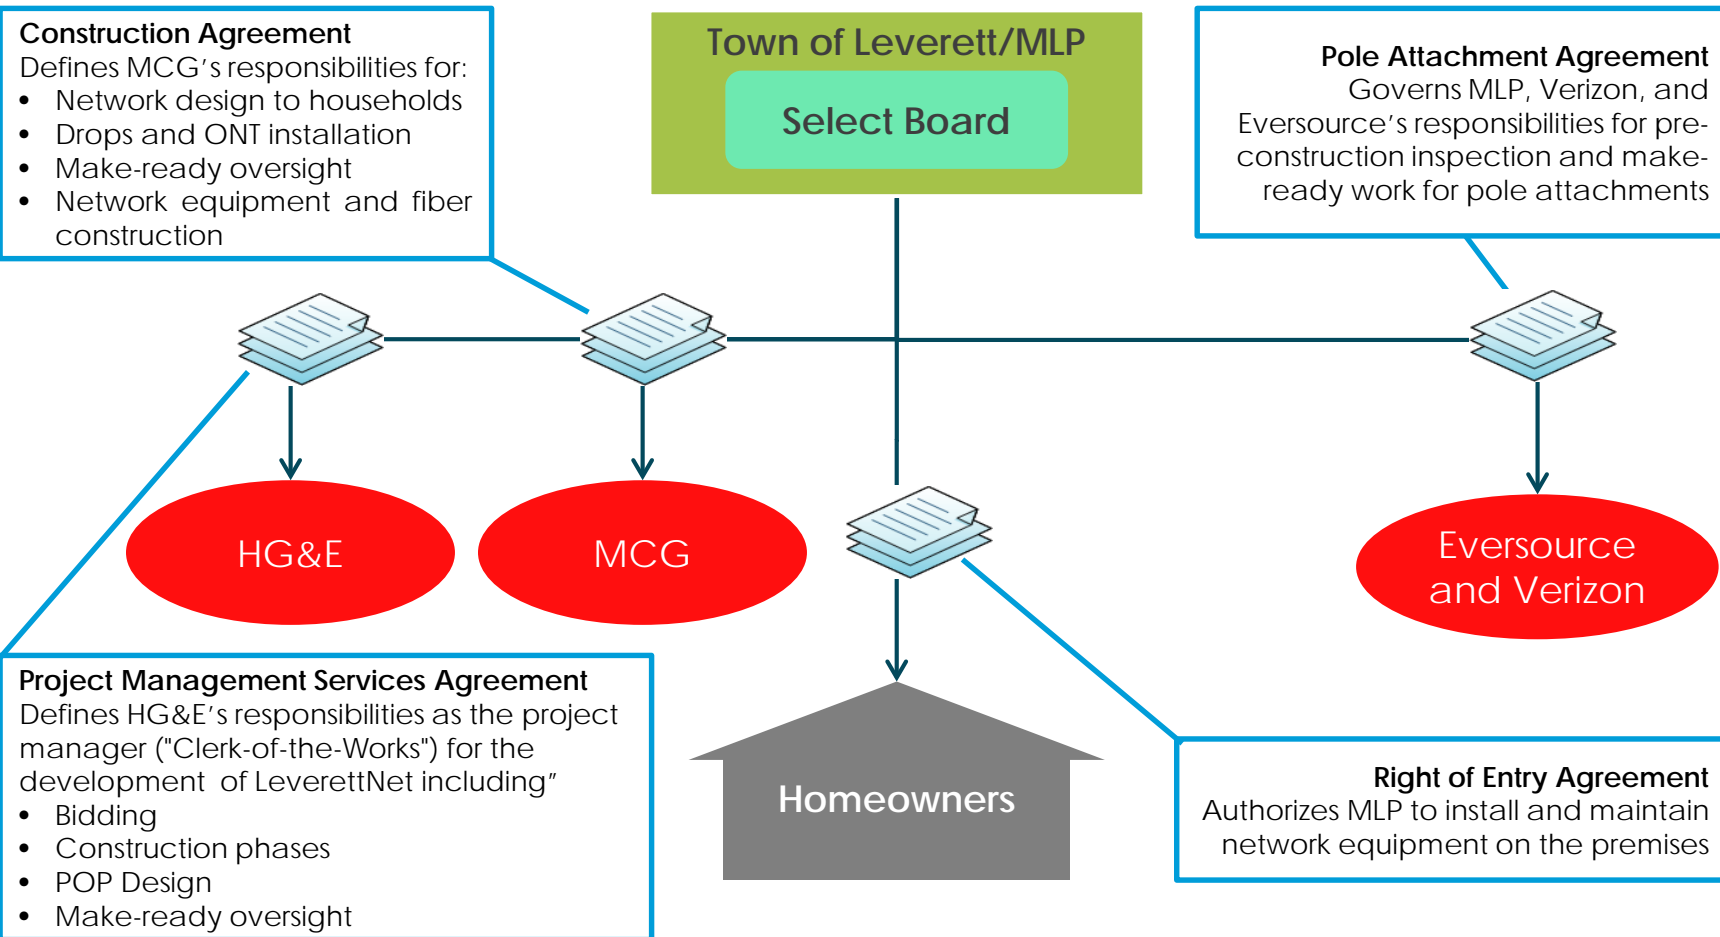 Construction Agreement
Defines MCG’s responsibilities for:
• Network design to households
• Drops and ONT installation
• Make-ready oversight
• Network equipment and fiber
construction
Town of Leverett/MLP
Select Board
Pole Attachment Agreement
Governs MLP, Verizon, and
Eversource’s responsibilities for pre-
construction inspection and make-
ready work for pole attachments
HG&E
MCG
Eversource
and Verizon
Project Management Services Agreement
Defines HG&E’s responsibilities as the project
manager ("Clerk-of-the-Works") for the
development of LeverettNet including”
• Bidding
• Construction phases
• POP Design
• Make-ready oversight
Homeowners
Right of Entry Agreement
Authorizes MLP to install and maintain
network equipment on the premises